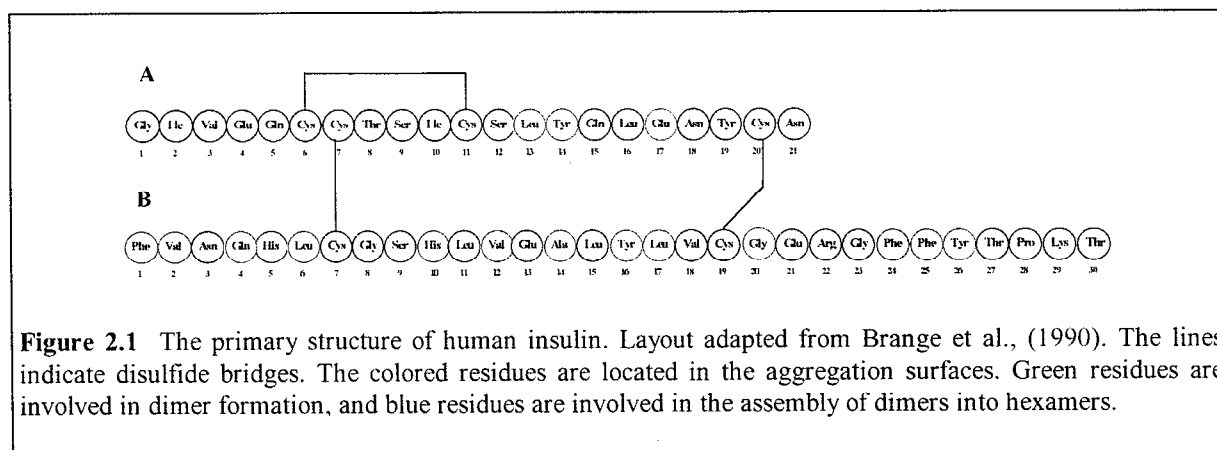 A
Gly Ile Val Glu Gln Cys Cys Thr Ser Ile Cys Ser Leu Tyr Gln Leu Glu Asn Tyr Cys Asn
1 2 3 4 5 6 7 8 9 10 11 12 13 14 15 16 17 18 19 20 21
B
Phe Val Asn Gln His Leu Cys Gly Ser His Leu Val Glu Ala Leu Tyr Leu Val Cys Gly Glu Arg Gly Phe Phe Tyr Thr Pro Lys Thr
1 2 3 4 5 6 7 8 9 10 11 12 13 14 15 16 17 18 19 20 21 22 23 24 25 26 27 28 29 30
Figure 2.1 The primary structure of human insulin. Layout adapted from Brange et al., (1990). The lines
indicate disulfide bridges. The colored residues are located in the aggregation surfaces. Green residues are
involved in dimer formation, and blue residues are involved in the assembly of dimers into hexamers.